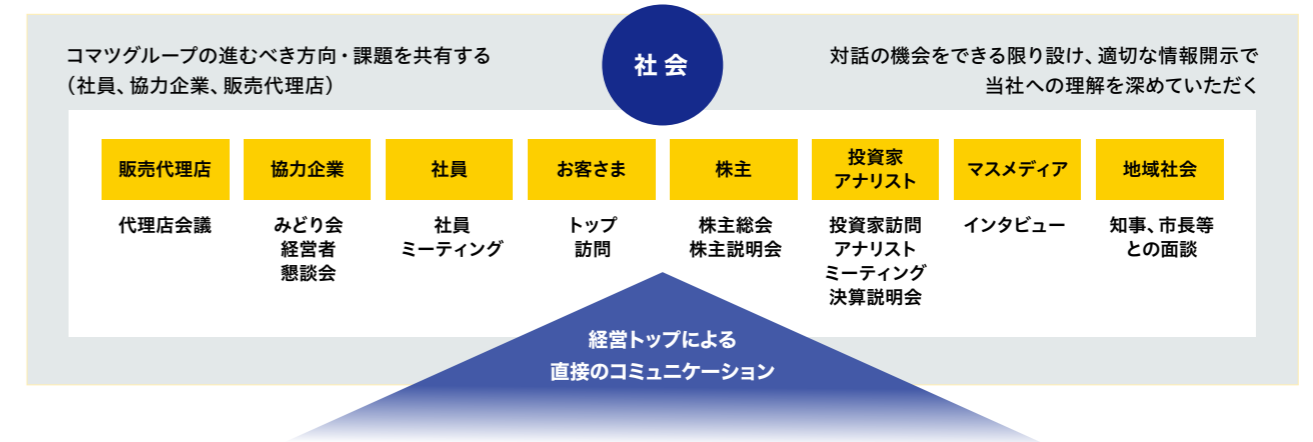 コマツグループの進むべき方向・課題を共有する
（社員、協力企業、販売代理店）
社会
対話の機会をできる限り設け、適切な情報開示で
当社への理解を深めていただく
販売代理店
代理店会議
協力企業
みどり会
経営者
懇談会
社員
社員
ミーティング
お客さま
トップ
訪問
株主
株主総会
株主説明会
投資家
アナリスト
投資家訪問
アナリスト
ミーティング
決算説明会
マスメディア
インタビュー
地域社会
知事、市長等
との面談
経営トップによる
直接のコミュニケーション